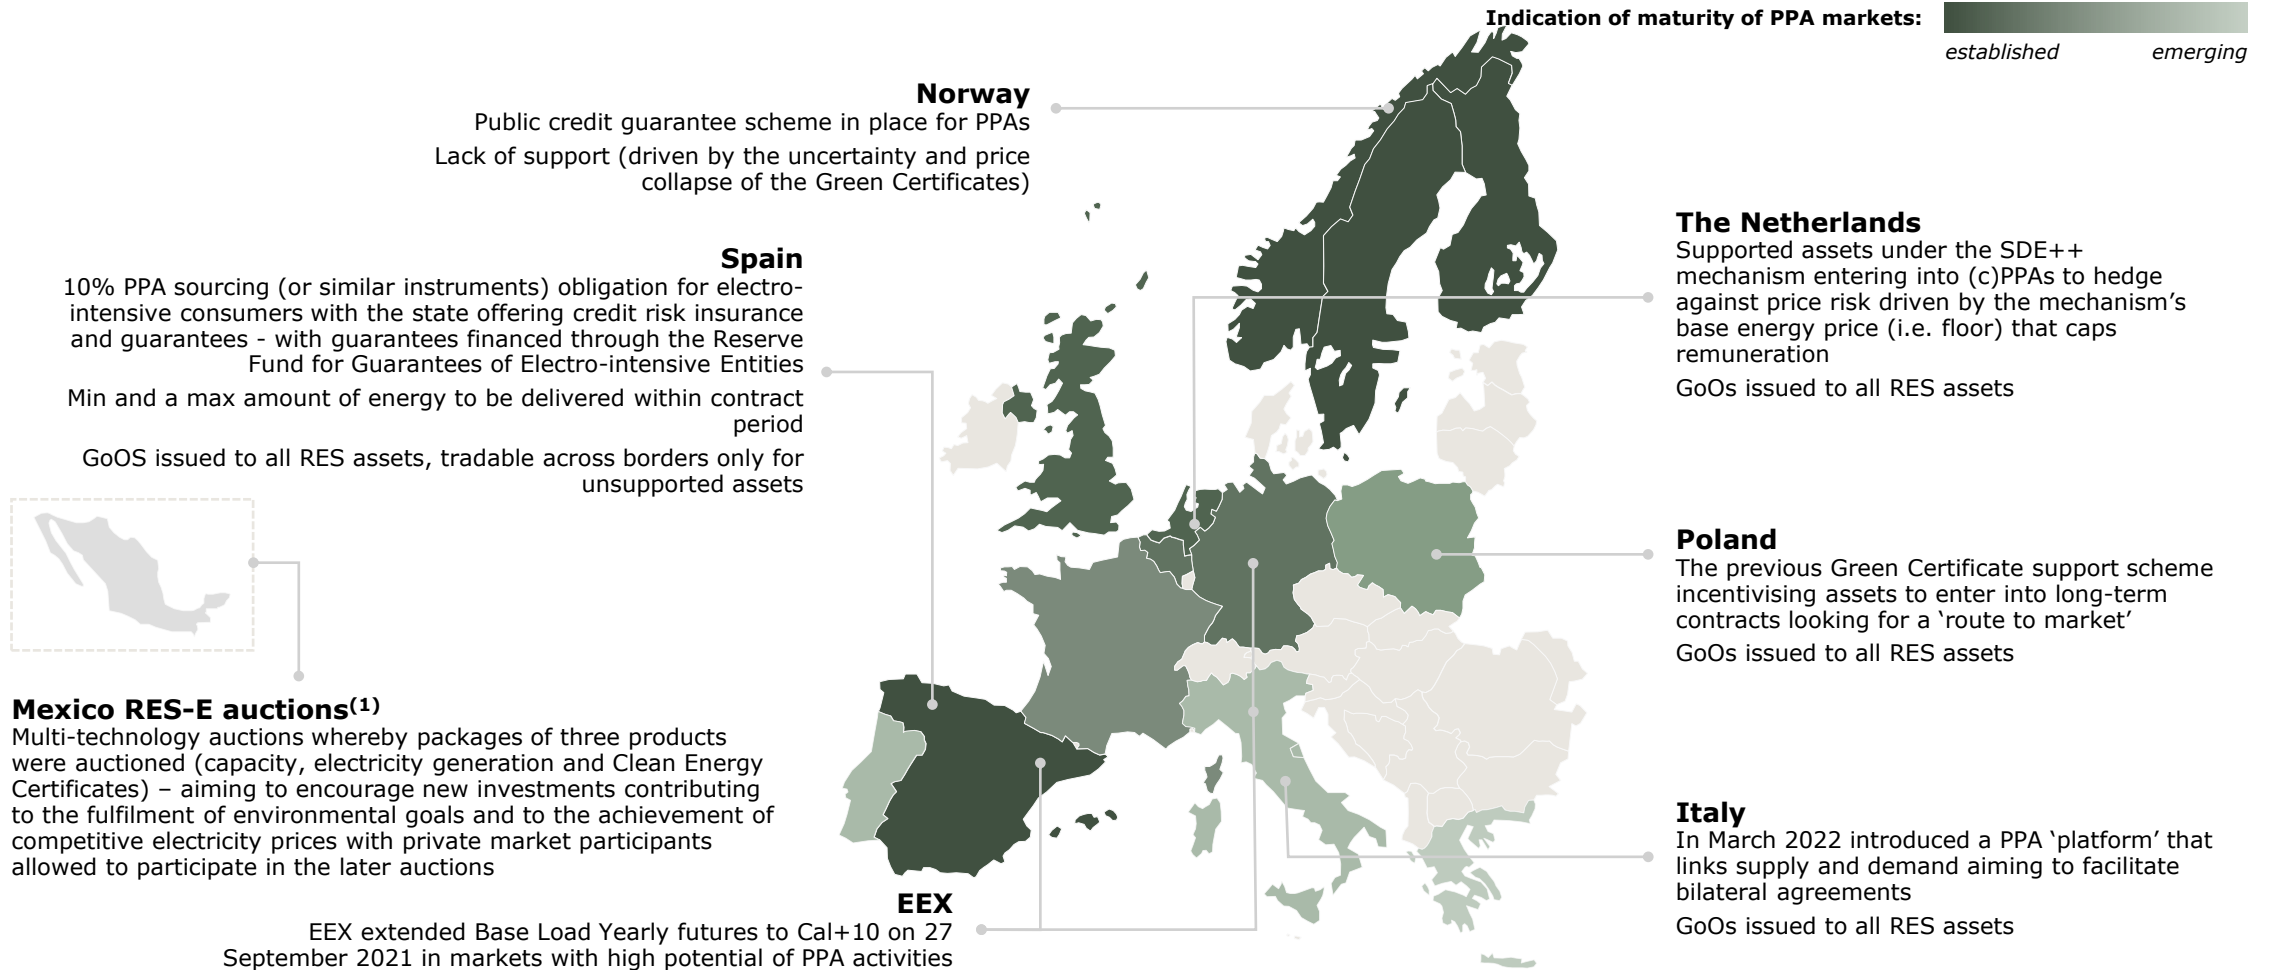 Indication of maturity of PPA markets:
established emerging
Norway
Public credit guarantee scheme in place for PPAs
Lack of support (driven by the uncertainty and price
collapse of the Green Certificates)
Spain
10% PPA sourcing (or similar instruments) obligation for electro-
intensive consumers with the state offering credit risk insurance
and guarantees - with guarantees financed through the Reserve
Fund for Guarantees of Electro-intensive Entities
Min and a max amount of energy to be delivered within contract
period
GoOS issued to all RES assets, tradable across borders only for
unsupported assets
Mexico RES-E auctions(1)
Multi-technology auctions whereby packages of three products
were auctioned (capacity, electricity generation and Clean Energy
Certificates) – aiming to encourage new investments contributing
to the fulfilment of environmental goals and to the achievement of
competitive electricity prices with private market participants
allowed to participate in the later auctions
EEX
EEX extended Base Load Yearly futures to Cal+10 on 27
September 2021 in markets with high potential of PPA activities
The Netherlands
Supported assets under the SDE++
mechanism entering into (c)PPAs to hedge
against price risk driven by the mechanism’s
base energy price (i.e. floor) that caps
remuneration
GoOs issued to all RES assets
Poland
The previous Green Certificate support scheme
incentivising assets to enter into long-term
contracts looking for a ‘route to market’
GoOs issued to all RES assets
Italy
In March 2022 introduced a PPA ‘platform’ that
links supply and demand aiming to facilitate
bilateral agreements
GoOs issued to all RES assets